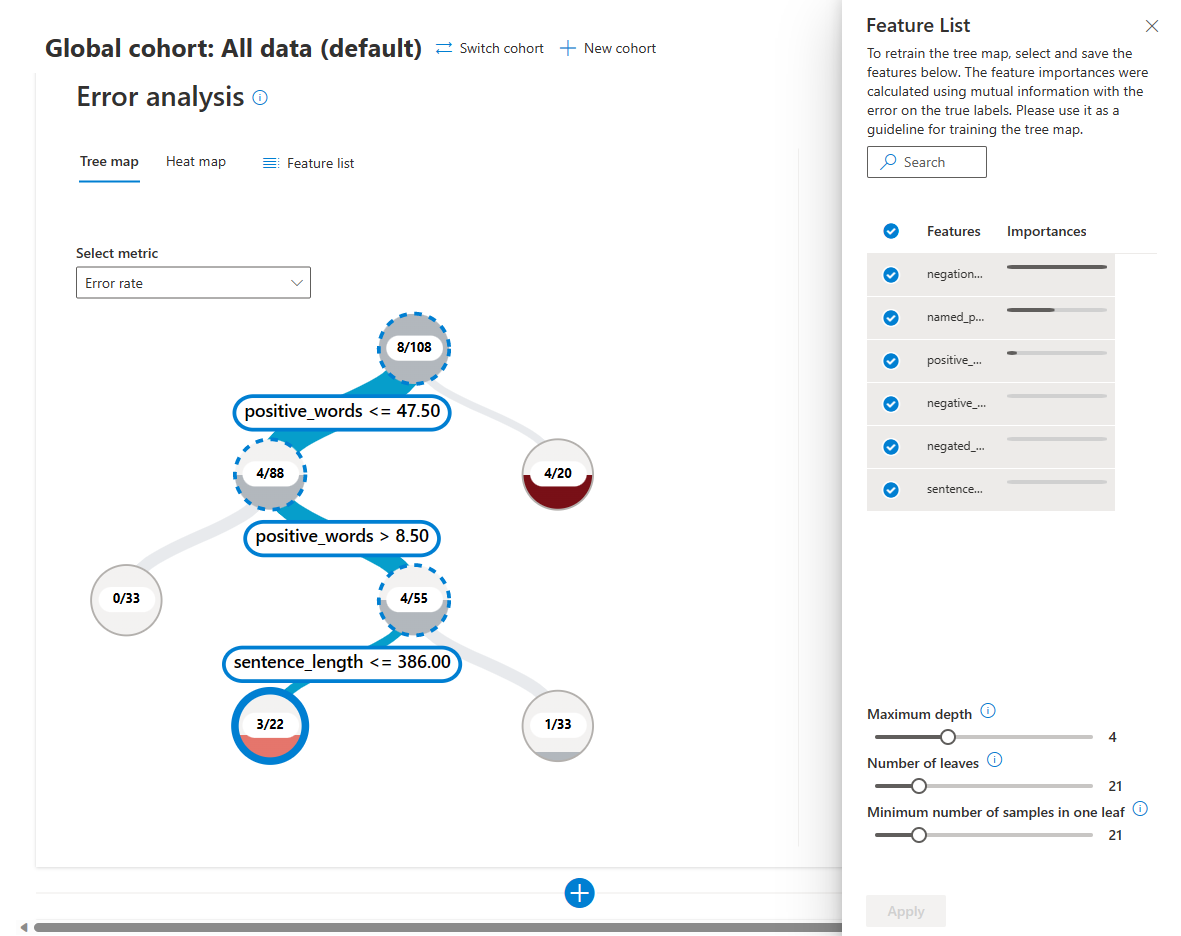 Global cohort: All data (default)
Switch cohort
New cohort
Error analysis
Tree map
Heat map
Feature list
Select metric
Error rate
8/108
positive_words <= 47.50
4/88
4/20
positive_words > 8.50
0/33
4/55
sentence_length <= 386.00
3/22
1/33
Feature List
To retrain the tree map, select and save the
features below. The feature importances were
calculated using mutual information with the
error on the true labels. Please use it as a
guideline for training the tree map.
Search
Features Importances
negation...
named_p...
positive_...
negative_...
negated_...
sentence...
Maximum depth
4
Number of leaves
21
Minimum number of samples in one leaf
21
Apply